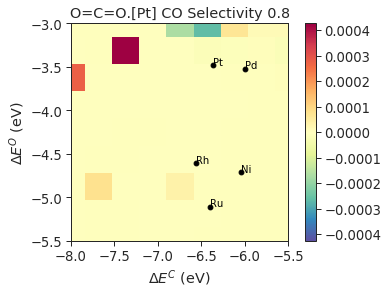 O=C=O.[Pt] CO Selectivity 0.8
−3.0
−3.5
−4.0
−4.5
−5.0
−5.5
ΔE^O (eV)
Pt
Pd
Rh
Ni
Ru
−8.0 −7.5 −7.0 −6.5 −6.0 −5.5
ΔE^C (eV)
0.0004
0.0003
0.0002
0.0001
0.0000
−0.0001
−0.0002
−0.0003
−0.0004